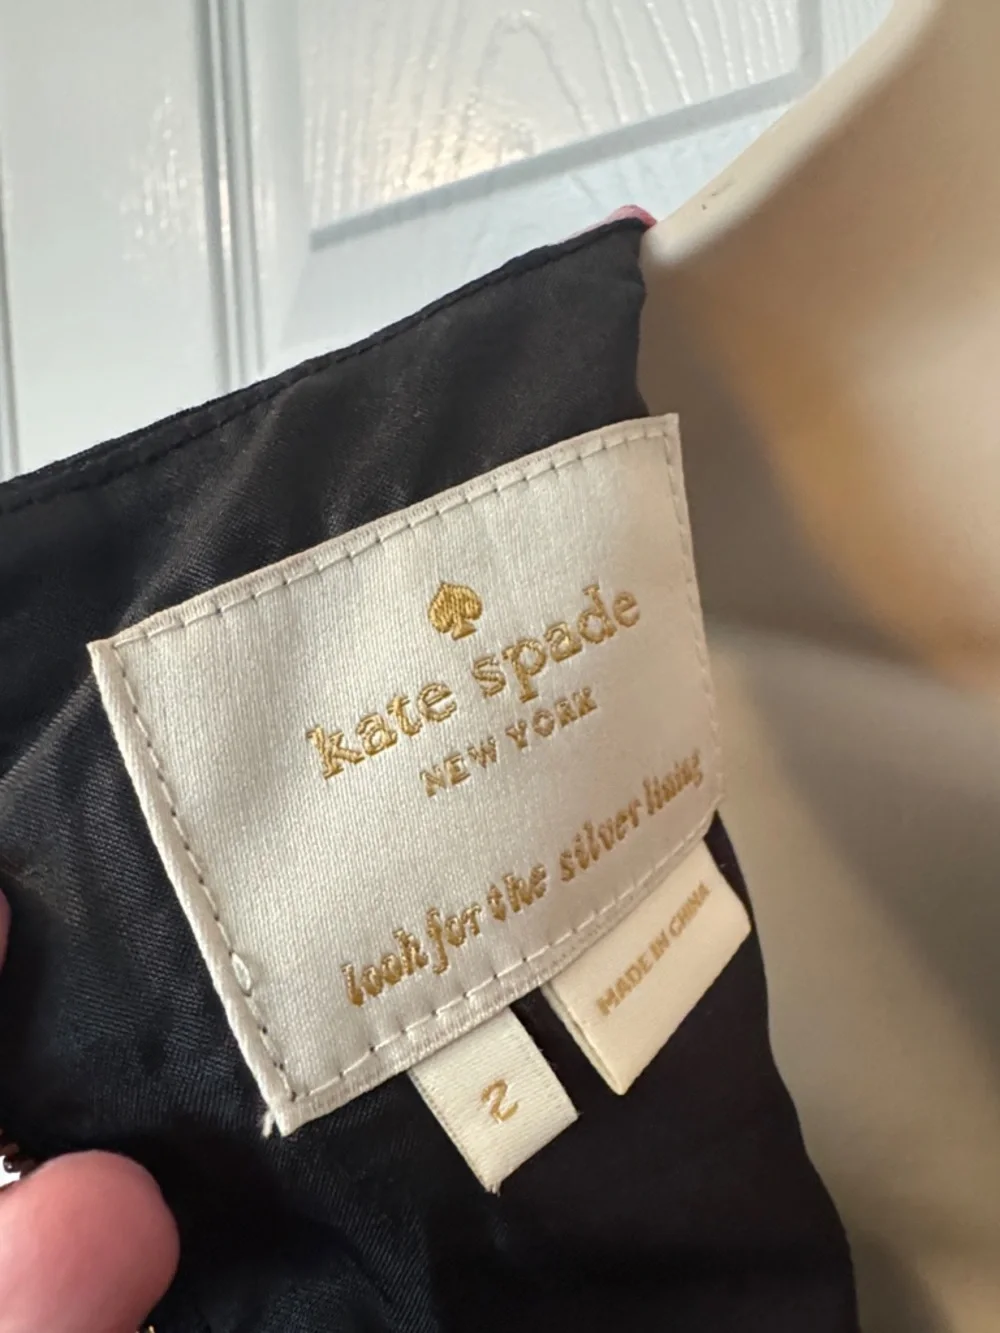 kate spade
NEW YORK
look for the silver lining
MADE IN CHINA
2